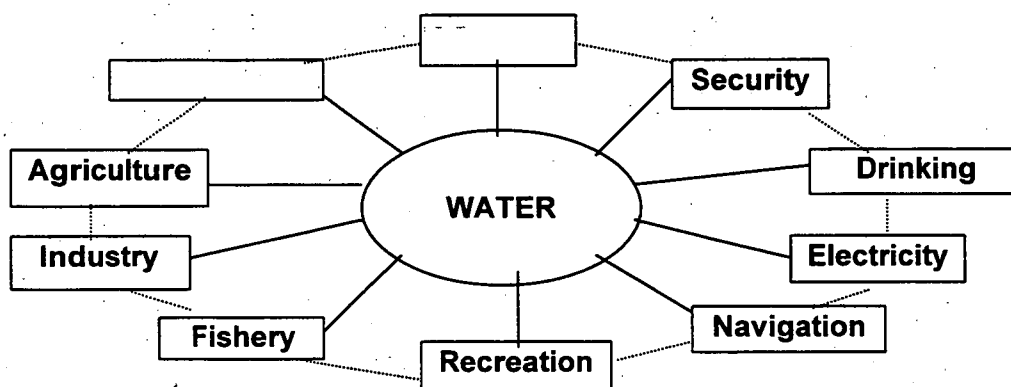 Security
Agriculture
Drinking
WATER
Industry
Electricity
Fishery
Navigation
Recreation